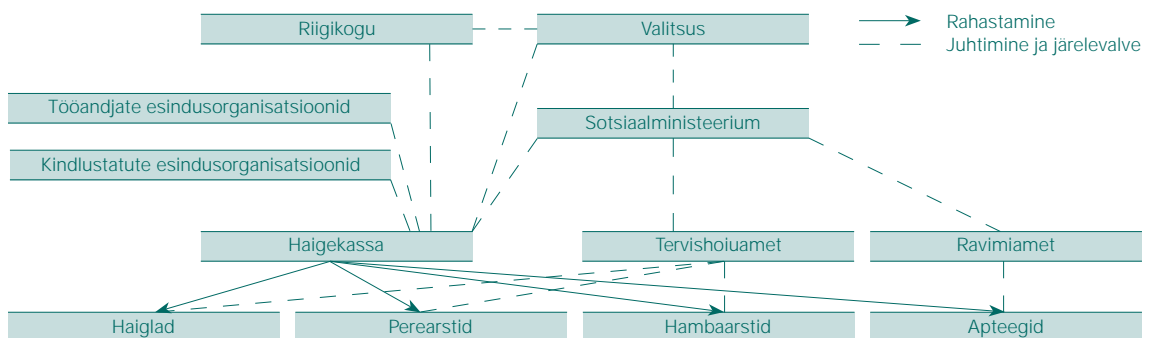 Riigikogu
Valitsus
Rahastamine
Juhtimine ja järelevalve
Tööandjate esindusorganisatsioonid
Sotsiaalministeerium
Kindlustatute esindusorganisatsioonid
Haigekassa
Tervishoiuamet
Ravimiamet
Haiglad
Perearstid
Hambaarstid
Apteegid